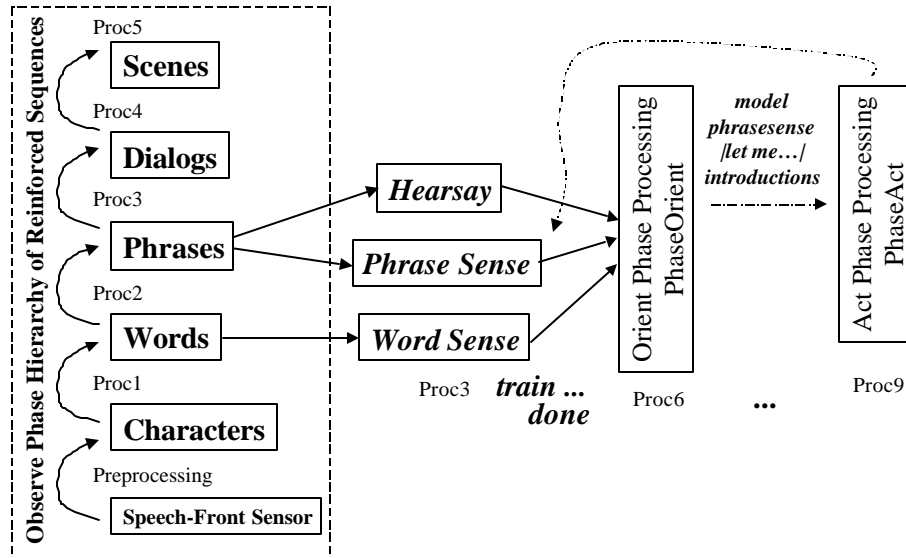 Observe Phase Hierarchy of Reinforced Sequences
Proc5
Scenes
Proc4
Dialogs
Proc3
Phrases
Proc2
Words
Proc1
Characters
Preprocessing
Speech-Front Sensor
Hearsay
Phrase Sense
Word Sense
Proc3
train ...
done
Orient Phase Processing
PhaseOrient
Proc6
model
phrasesense
|let me…|
introductions
...
Act Phase Processing
PhaseAct
Proc9